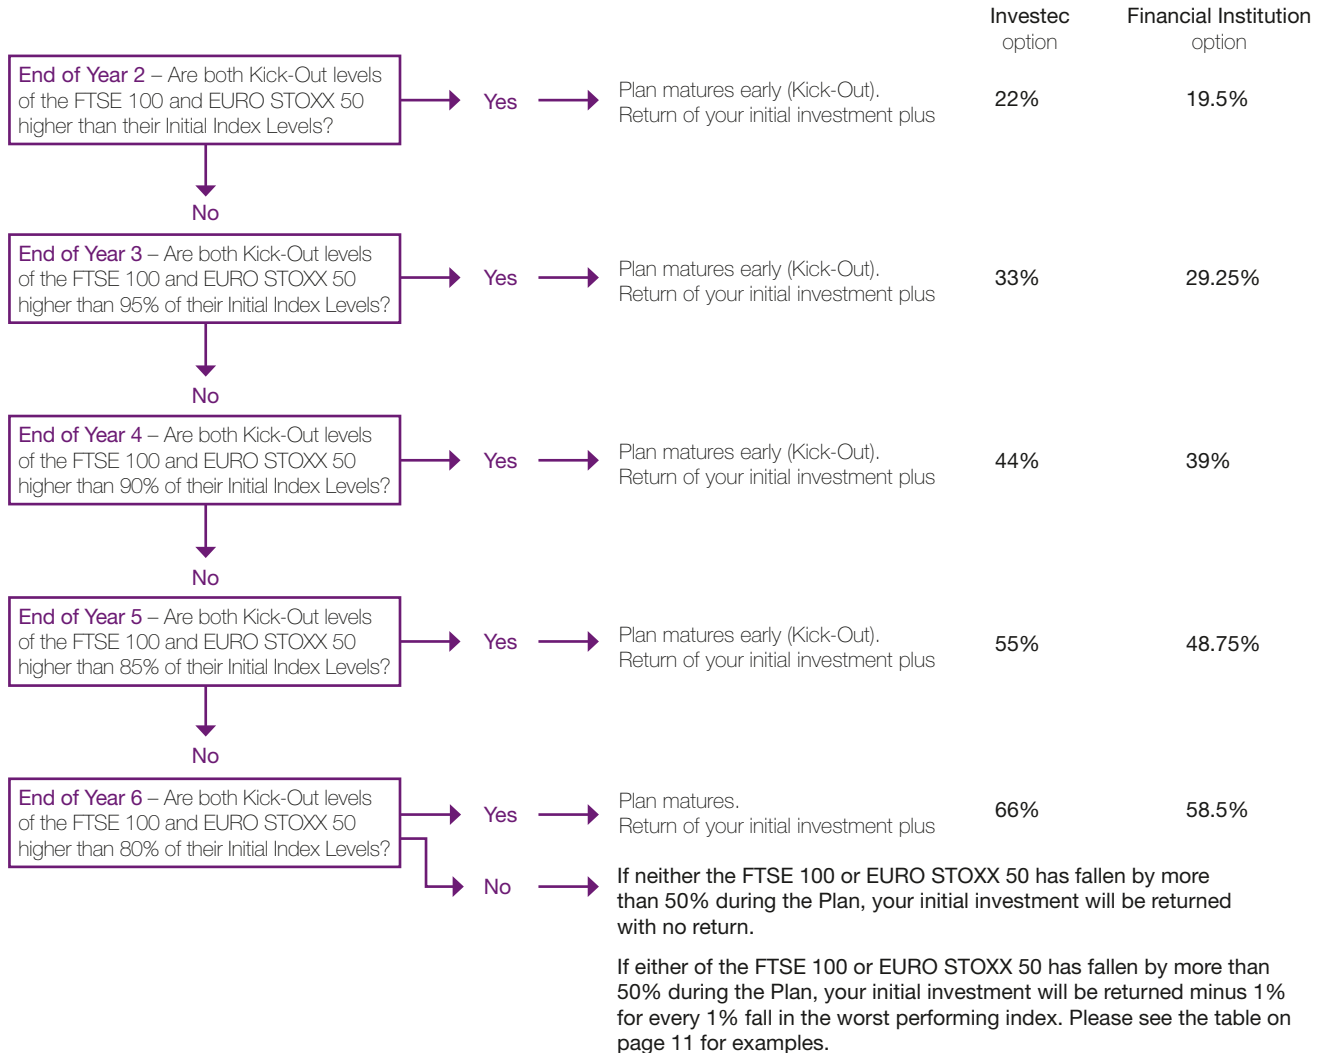 Investec Financial Institution
option option
End of Year 2 – Are both Kick-Out levels
of the FTSE 100 and EURO STOXX 50
higher than their Initial Index Levels?
Yes
Plan matures early (Kick-Out).
Return of your initial investment plus
22% 19.5%
No
End of Year 3 – Are both Kick-Out levels
of the FTSE 100 and EURO STOXX 50
higher than 95% of their Initial Index Levels?
Yes
Plan matures early (Kick-Out).
Return of your initial investment plus
33% 29.25%
No
End of Year 4 – Are both Kick-Out levels
of the FTSE 100 and EURO STOXX 50
higher than 90% of their Initial Index Levels?
Yes
Plan matures early (Kick-Out).
Return of your initial investment plus
44% 39%
No
End of Year 5 – Are both Kick-Out levels
of the FTSE 100 and EURO STOXX 50
higher than 85% of their Initial Index Levels?
Yes
Plan matures early (Kick-Out).
Return of your initial investment plus
55% 48.75%
No
End of Year 6 – Are both Kick-Out levels
of the FTSE 100 and EURO STOXX 50
higher than 80% of their Initial Index Levels?
Yes
Plan matures.
Return of your initial investment plus
66% 58.5%
No
If neither the FTSE 100 or EURO STOXX 50 has fallen by more
than 50% during the Plan, your initial investment will be returned
with no return.
If either of the FTSE 100 or EURO STOXX 50 has fallen by more than
50% during the Plan, your initial investment will be returned minus 1%
for every 1% fall in the worst performing index. Please see the table on
page 11 for examples.